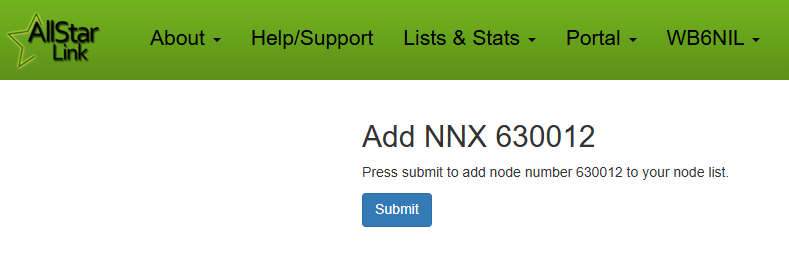 AllStar Link
About Help/Support Lists & Stats Portal WB6NIL
Add NNX 630012
Press submit to add node number 630012 to your node list.
Submit